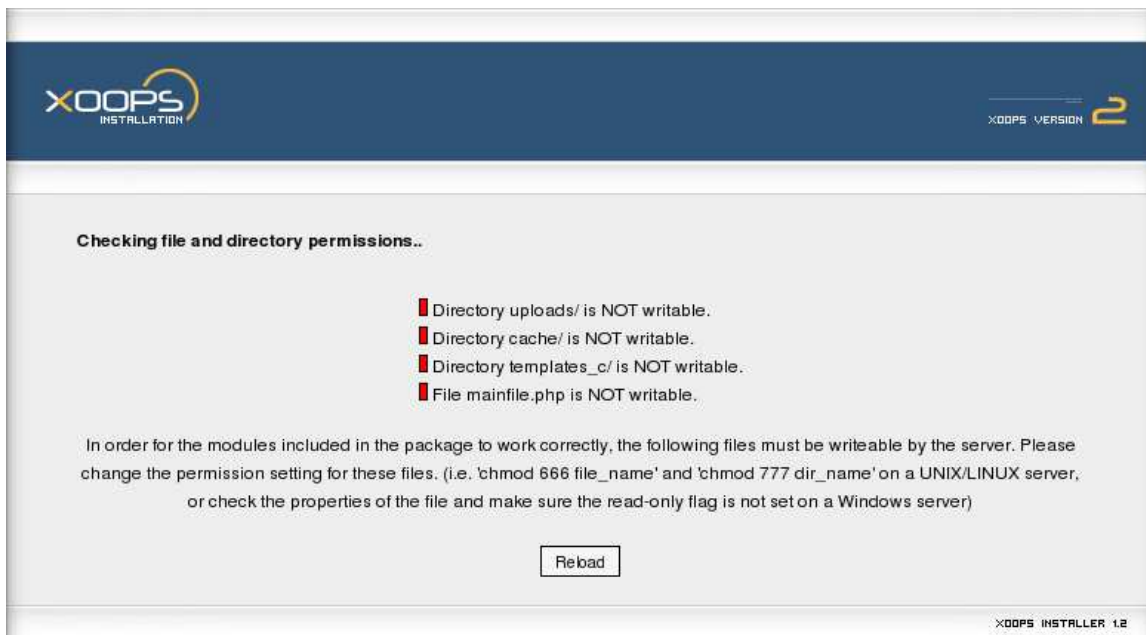 XOOPS
INSTALLATION
XOOPS VERSION 2
Checking file and directory permissions..
Directory uploads/ is NOT writable.
Directory cache/ is NOT writable.
Directory templates_c/ is NOT writable.
File mainfile.php is NOT writable.
In order for the modules included in the package to work correctly, the following files must be writeable by the server. Please
change the permission setting for these files. (i.e. 'chmod 666 file_name' and 'chmod 777 dir_name' on a UNIX/LINUX server,
or check the properties of the file and make sure the read-only flag is not set on a Windows server)
Reload
XOOPS INSTALLER 1.2